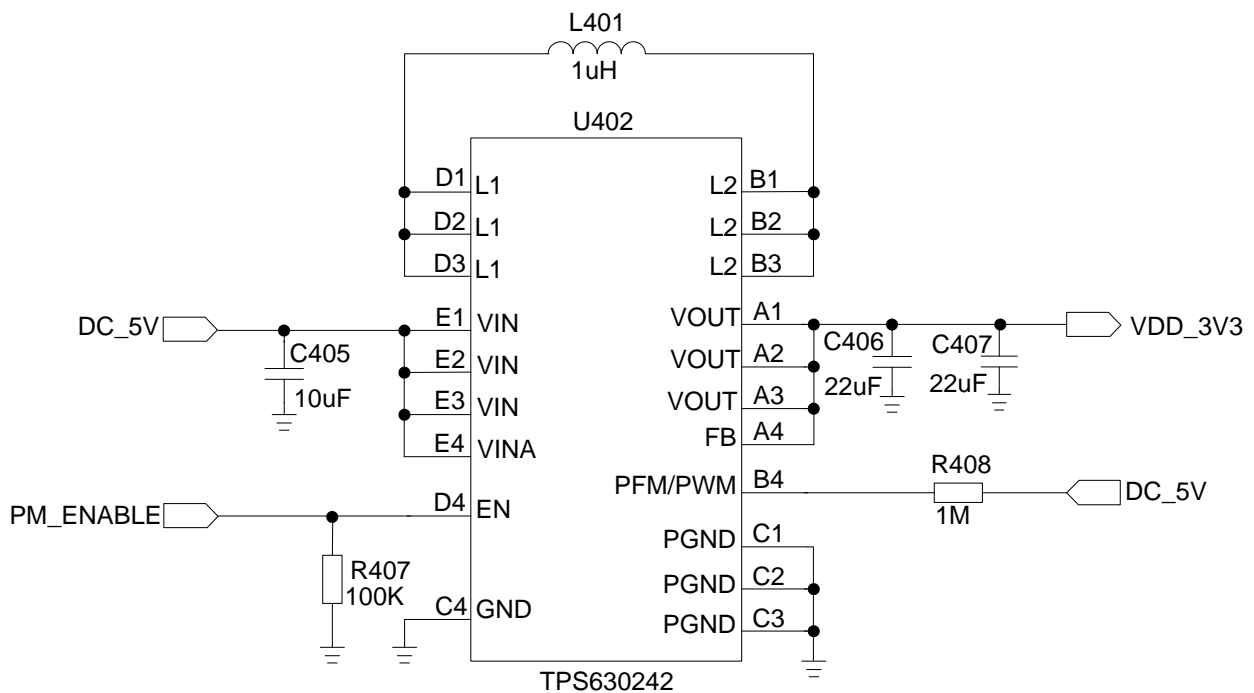 L401
1uH
U402
D1 L1 L2 B1
D2 L1 L2 B2
D3 L1 L2 B3
DC_5V E1 VIN VOUT A1 VDD_3V3
C405 10uF
C406 22uF
C407 22uF
E2 VIN VOUT A2
E3 VIN VOUT A3
E4 VINA FB A4
PFM/PWM B4 R408 1M DC_5V
PM_ENABLE D4 EN
R407 100K
PGND C1
PGND C2
C4 GND PGND C3
TPS630242